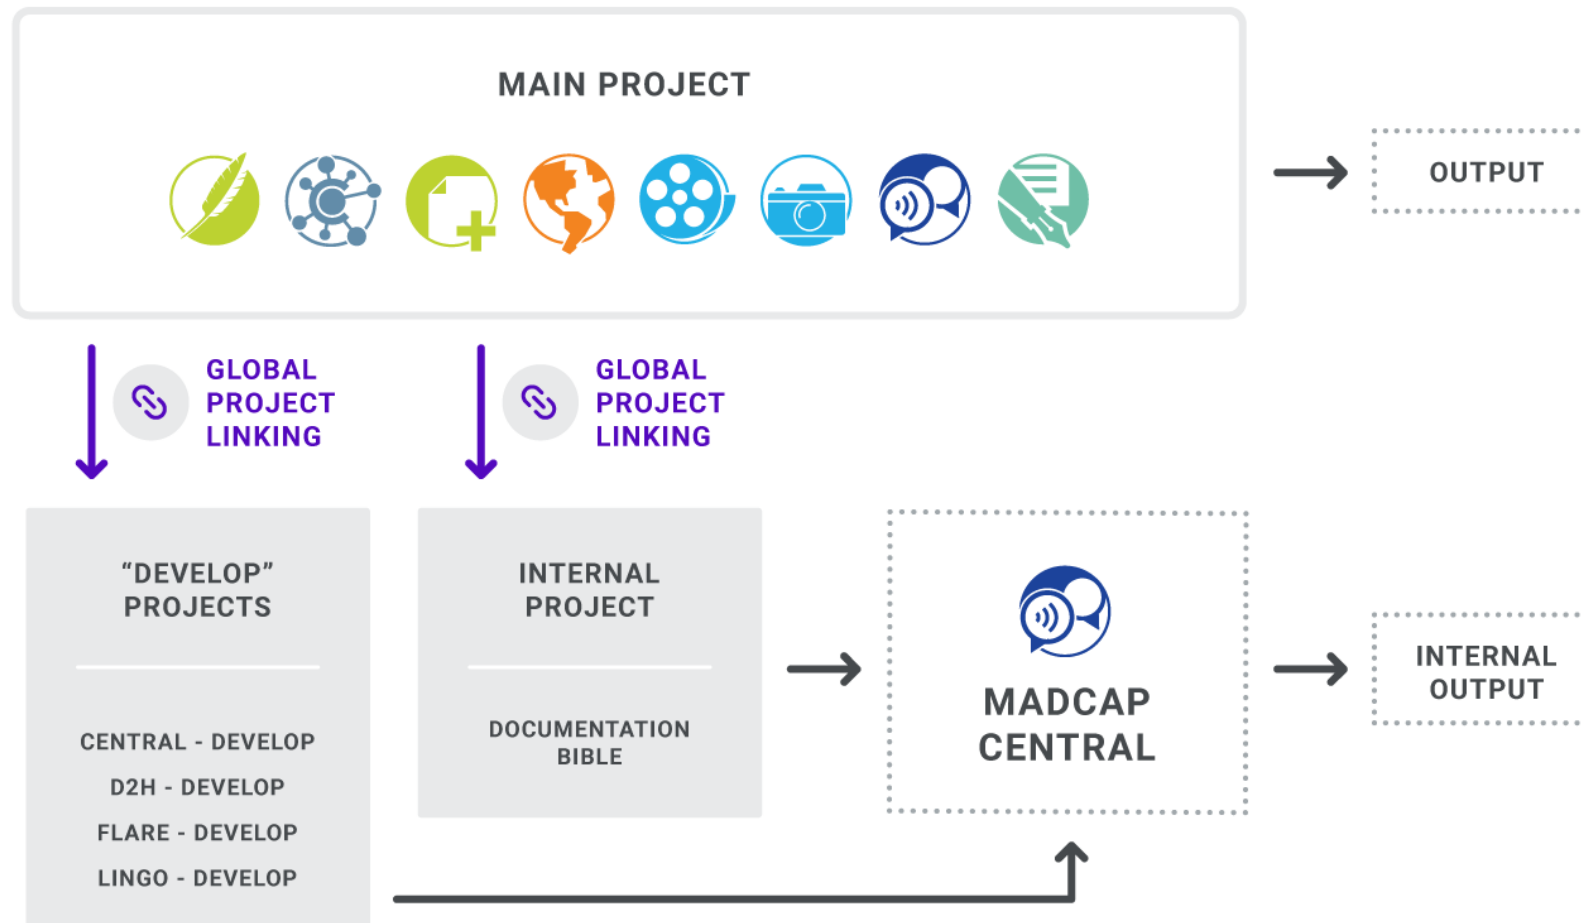 MAIN PROJECT
OUTPUT
GLOBAL
PROJECT
LINKING
GLOBAL
PROJECT
LINKING
“DEVELOP”
PROJECTS
CENTRAL - DEVELOP
D2H - DEVELOP
FLARE - DEVELOP
LINGO - DEVELOP
INTERNAL
PROJECT
DOCUMENTATION
BIBLE
MADCAP
CENTRAL
INTERNAL
OUTPUT